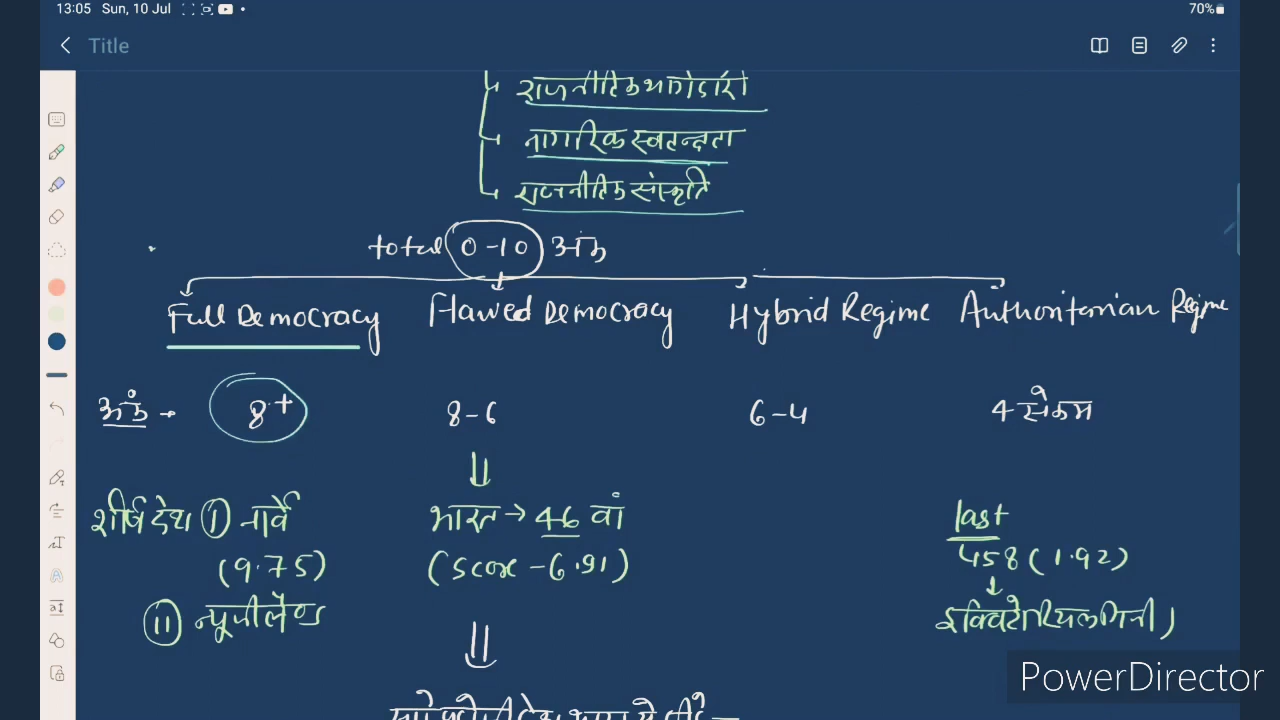 13:05 Sun, 10 Jul 70%
Title
राजनीतिक भागेदारी
नागरिक स्वतन्त्रता
राजनीतिक संस्कृति
total 0-10 अंक
Full Democracy Flawed Democracy Hybrid Regime Authoritarian Regime
अंक → 8+ 8-6 6-4 4 से कम
शीर्ष देश (I) नार्वे भारत → 46 वां last
(9.75) (Score - 6.91) 458 (1.92)
(II) न्यूजीलैण्ड इक्विटोरियल गिनी)
PowerDirector